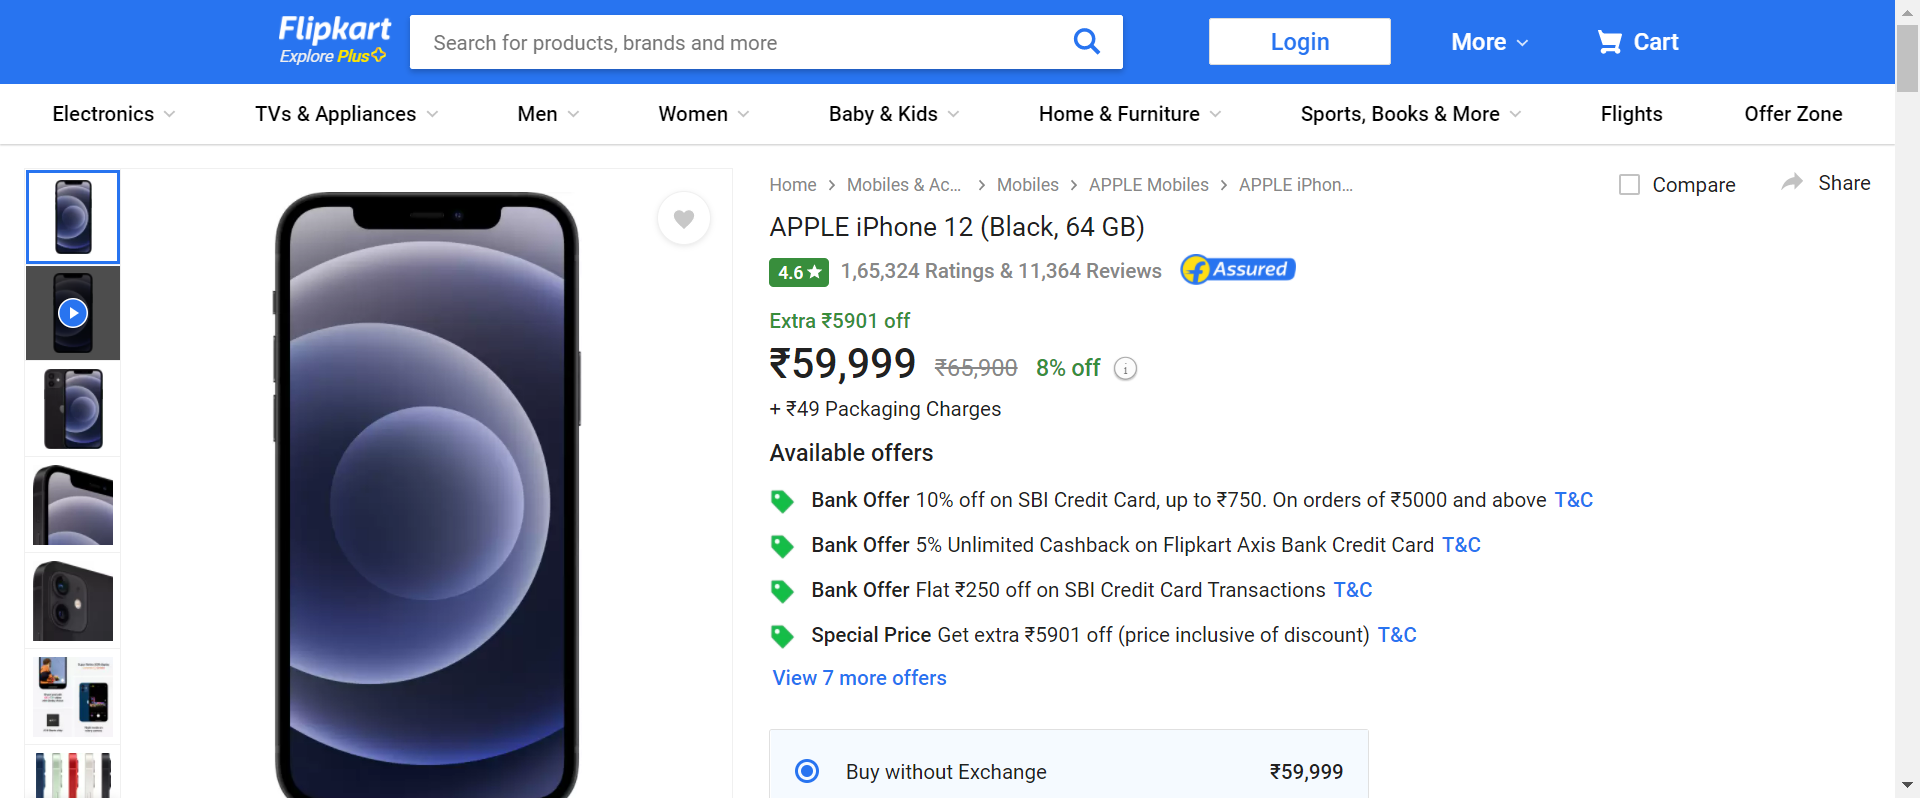 Flipkart
Explore Plus
Search for products, brands and more
Login
More
Cart
Electronics
TVs & Appliances
Men
Women
Baby & Kids
Home & Furniture
Sports, Books & More
Flights
Offer Zone
Home > Mobiles & Ac... > Mobiles > APPLE Mobiles > APPLE iPhon...
Compare
Share
APPLE iPhone 12 (Black, 64 GB)
4.6★ 1,65,324 Ratings & 11,364 Reviews
Assured
Extra ₹5901 off
₹59,999 ₹65,900 8% off i
+ ₹49 Packaging Charges
Available offers
Bank Offer 10% off on SBI Credit Card, up to ₹750. On orders of ₹5000 and above T&C
Bank Offer 5% Unlimited Cashback on Flipkart Axis Bank Credit Card T&C
Bank Offer Flat ₹250 off on SBI Credit Card Transactions T&C
Special Price Get extra ₹5901 off (price inclusive of discount) T&C
View 7 more offers
Buy without Exchange ₹59,999